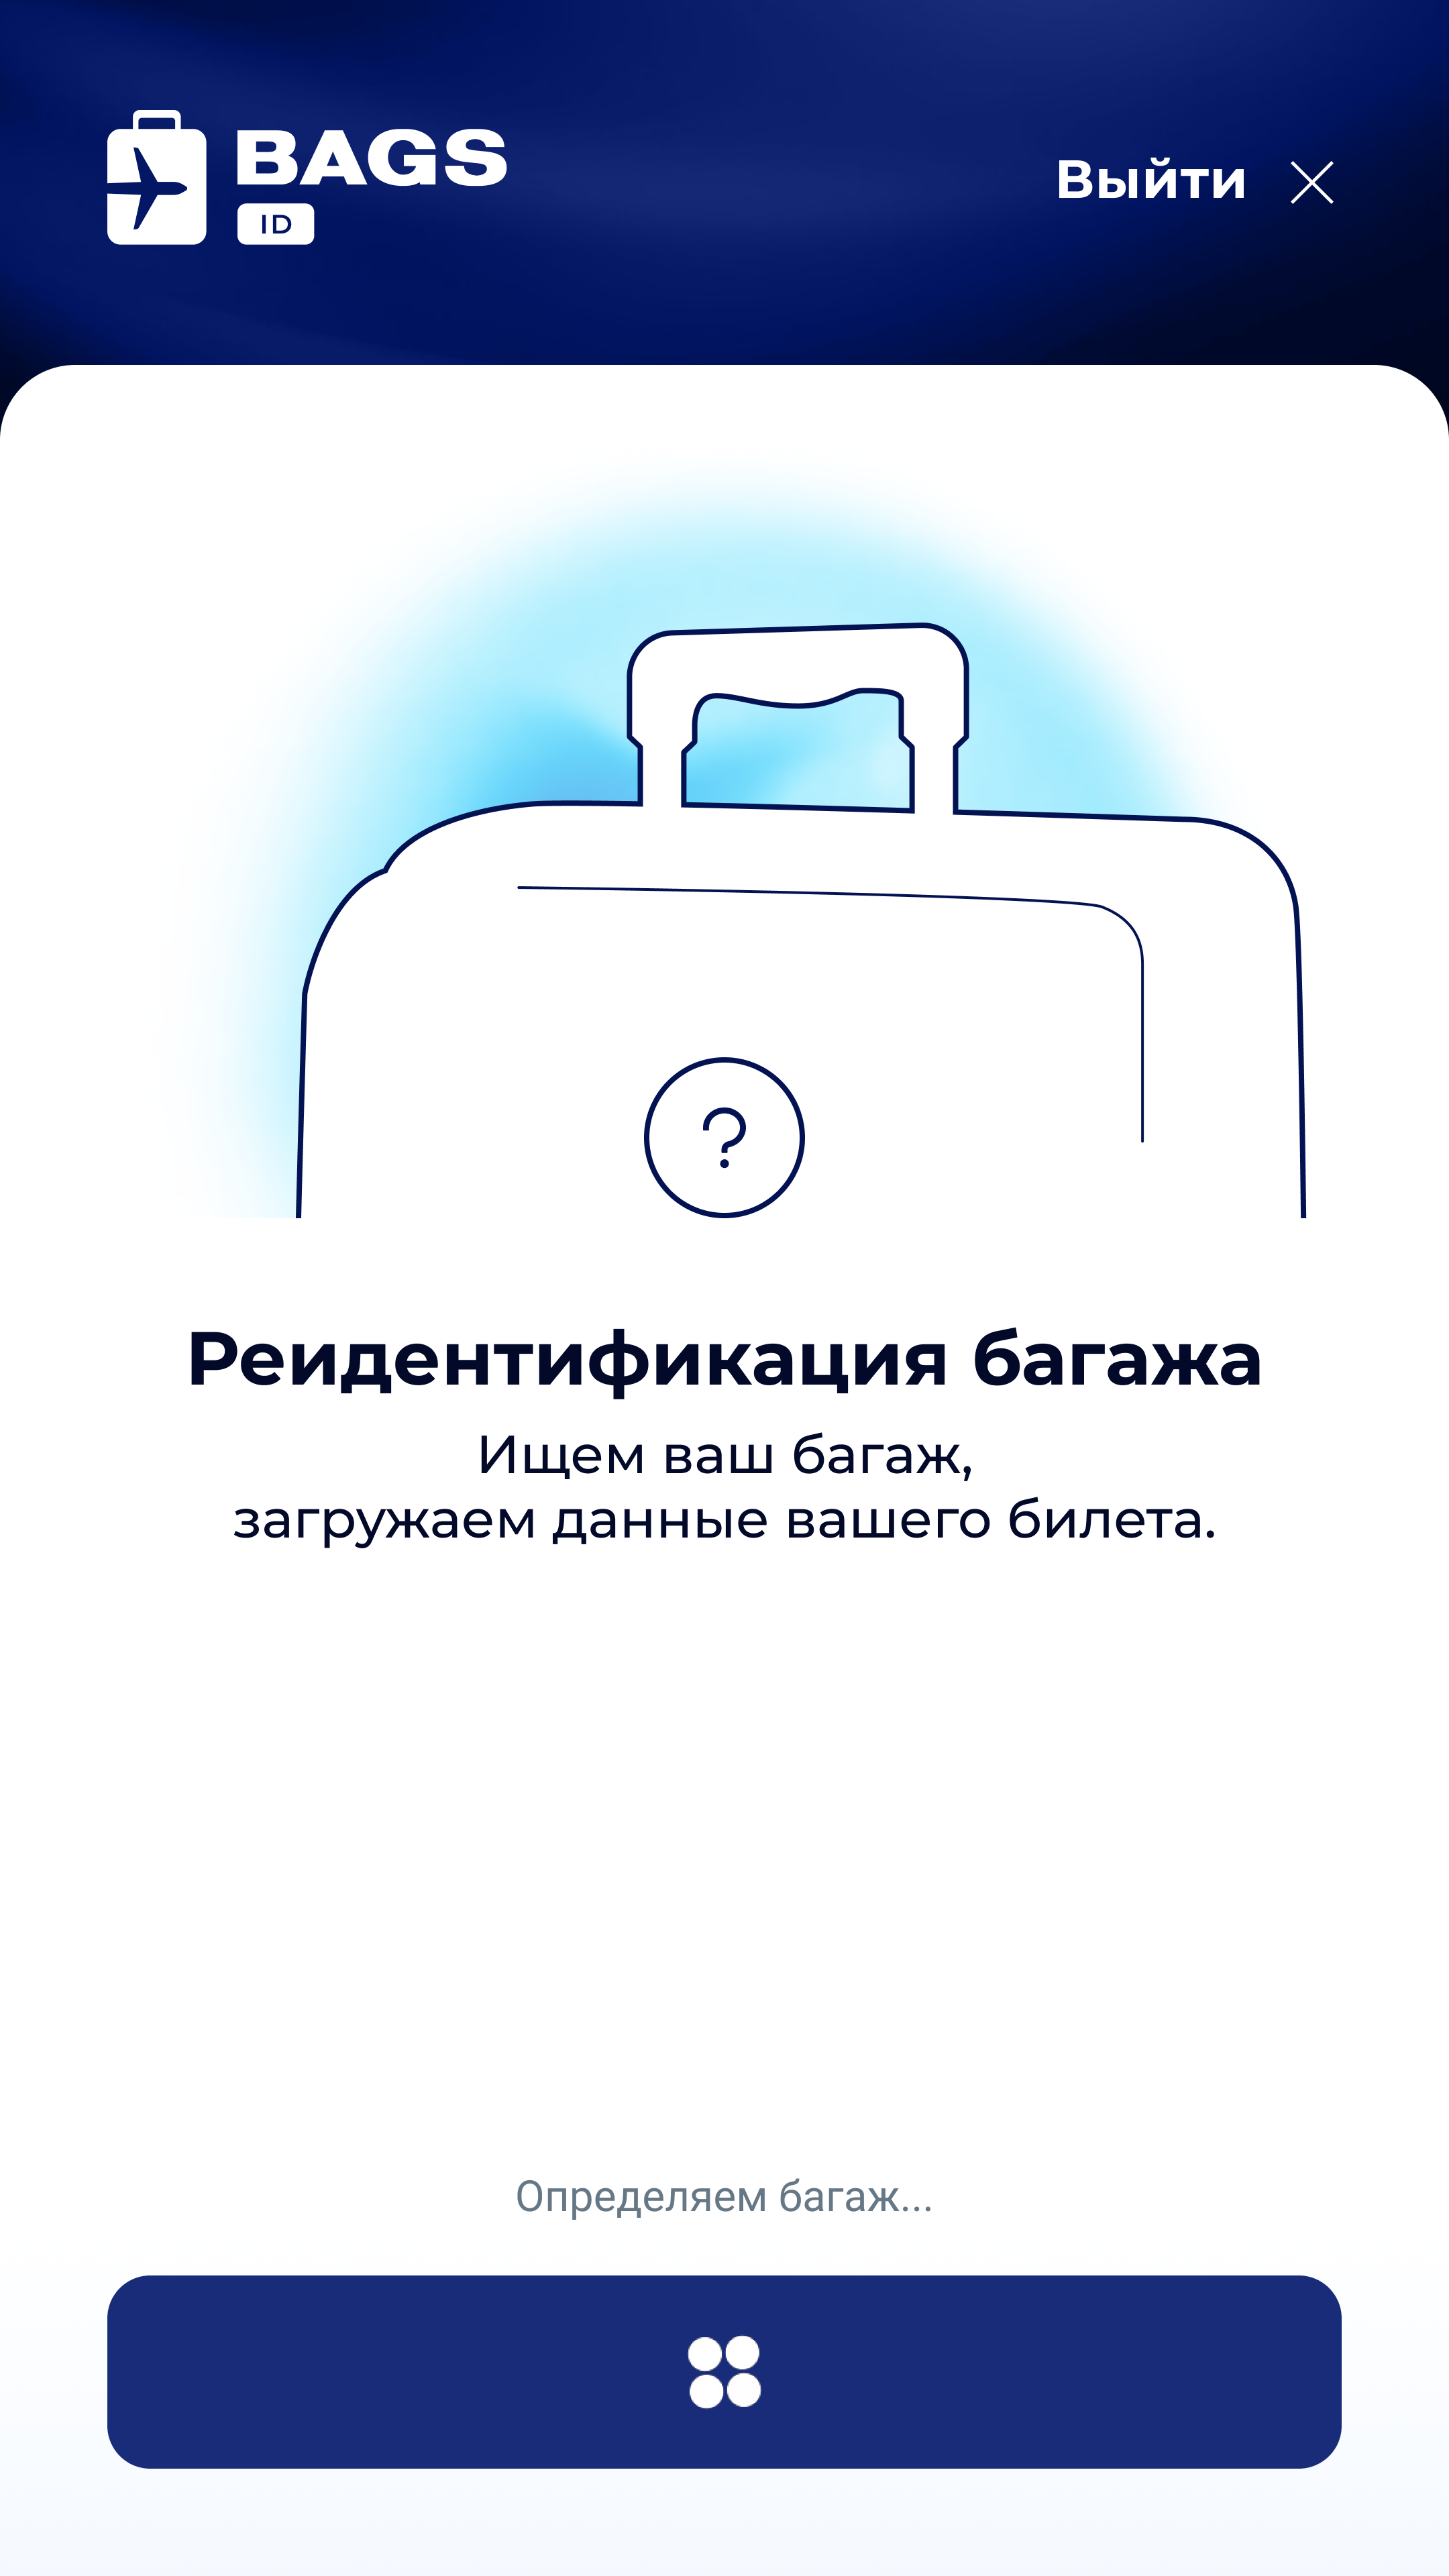 BAGS
ID
Выйти
?
Реидентификация багажа
Ищем ваш багаж,
загружаем данные вашего билета.
Определяем багаж...